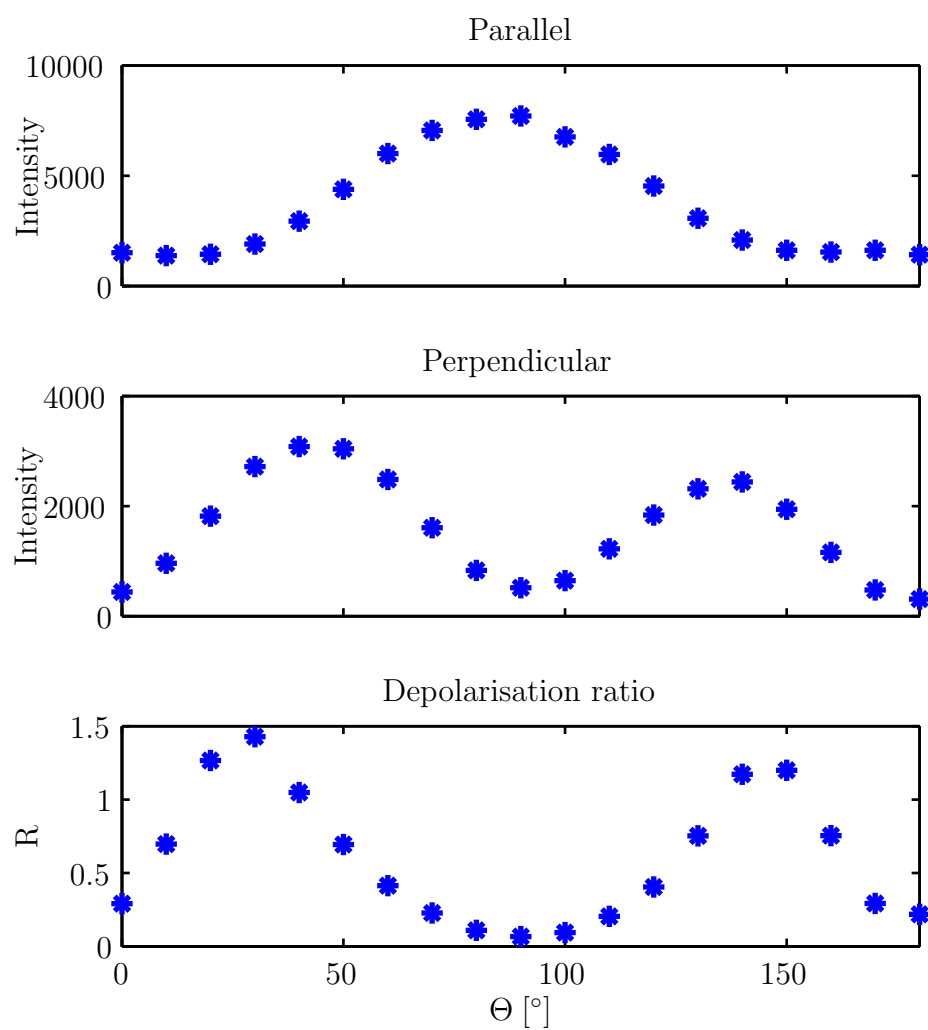 Parallel
10000
5000
0
Intensity
Perpendicular
4000
2000
0
Intensity
Depolarisation ratio
1.5
1
0.5
0
R
0 50 100 150
Θ [°]